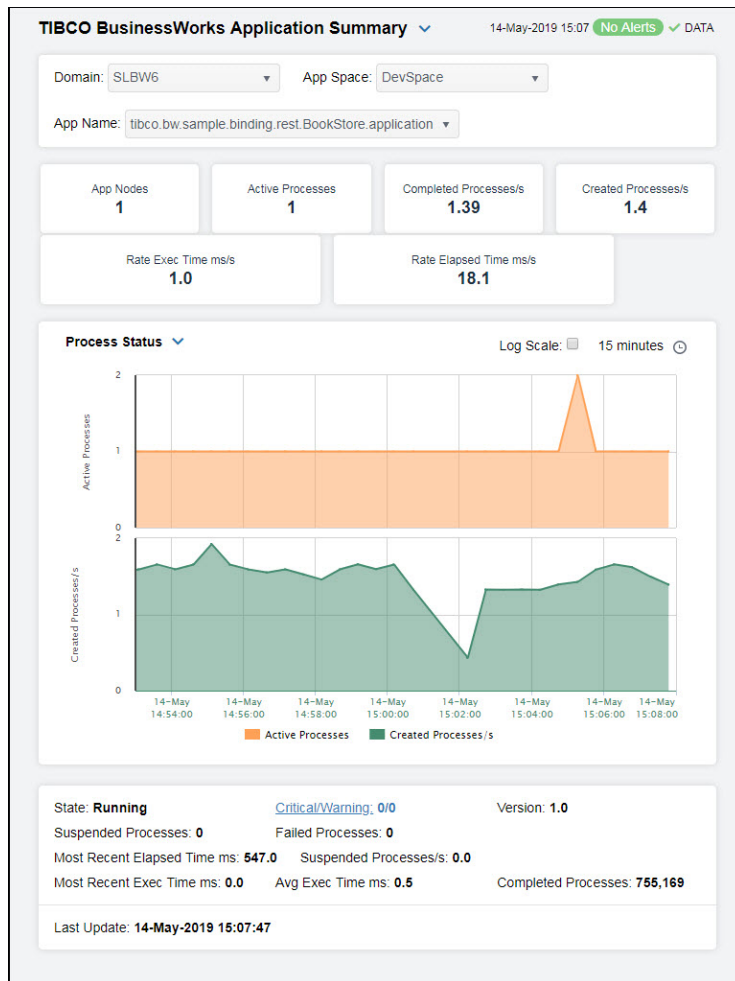 TIBCO BusinessWorks Application Summary 14-May-2019 15:07 No Alerts DATA
Domain: SLBW6 App Space: DevSpace
App Name: tibco.bw.sample.binding.rest.BookStore.application
App Nodes Active Processes Completed Processes/s Created Processes/s
1 1 1.39 1.4
Rate Exec Time ms/s Rate Elapsed Time ms/s
1.0 18.1
Process Status Log Scale: 15 minutes
2
Active Processes
1
0
2
Created Processes/s
1
0
14-May 14-May 14-May 14-May 14-May 14-May 14-May 14-May
14:54:00 14:56:00 14:58:00 15:00:00 15:02:00 15:04:00 15:06:00 15:08:00
Active Processes Created Processes/s
State: Running Critical/Warning: 0/0 Version: 1.0
Suspended Processes: 0 Failed Processes: 0
Most Recent Elapsed Time ms: 547.0 Suspended Processes/s: 0.0
Most Recent Exec Time ms: 0.0 Avg Exec Time ms: 0.5 Completed Processes: 755,169
Last Update: 14-May-2019 15:07:47